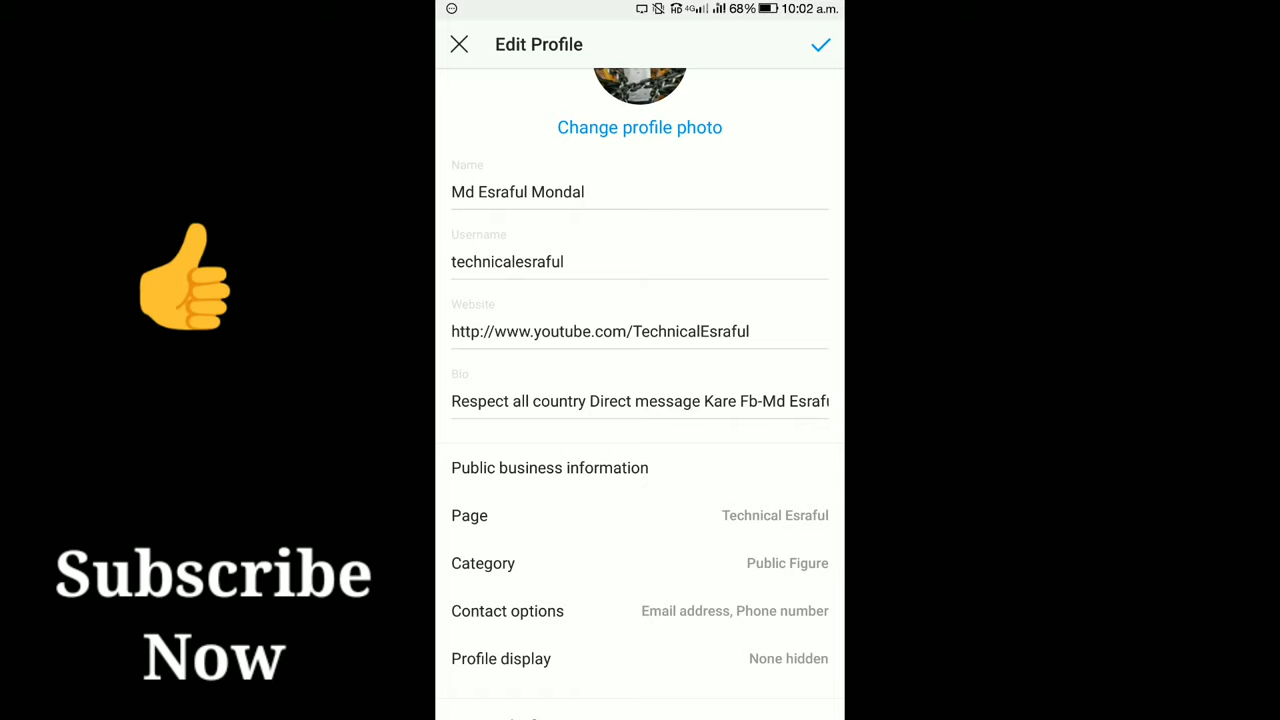 68% 10:02 a.m.
Edit Profile
Change profile photo
Name
Md Esraful Mondal
Username
technicalesraful
Website
http://www.youtube.com/TechnicalEsraful
Bio
Respect all country Direct message Kare Fb-Md
Public business information
Page Technical Esraful
Category Public Figure
Contact options Email address, Phone number
Profile display None hidden
Subscribe
Now